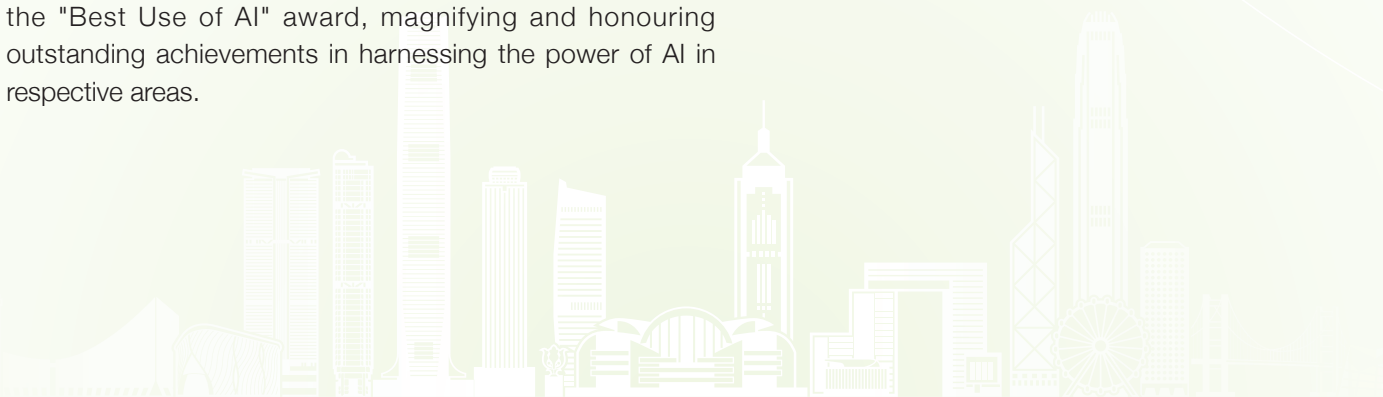 the "Best Use of AI" award, magnifying and honouring
outstanding achievements in harnessing the power of AI in
respective areas.